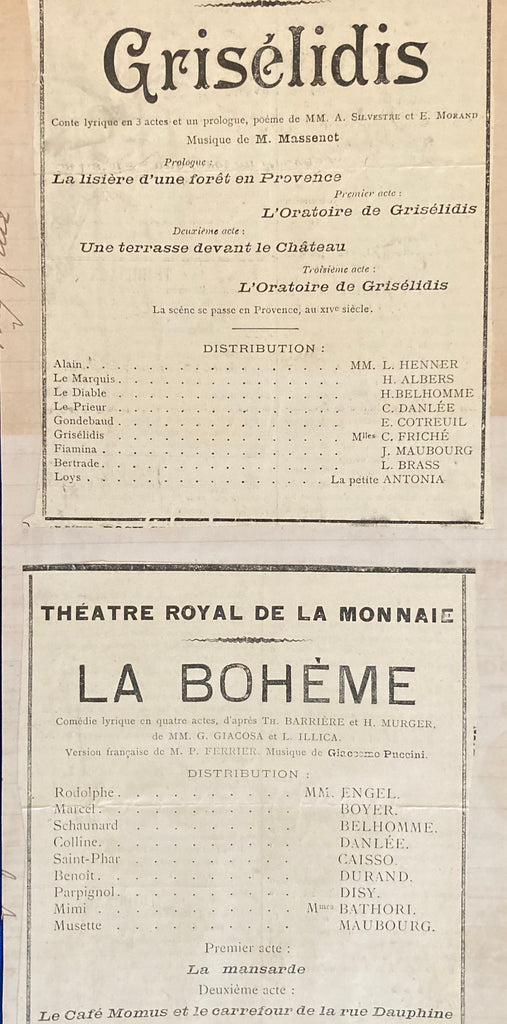 Grisélidis
Conte lyrique en 3 actes et un prologue, poème de MM. A. SILVESTRE et E. MORAND
Musique de M. Massenet
Prologue :
La lisière d'une forêt en Provence
Premier acte :
L'Oratoire de Grisélidis
Deuxième acte :
Une terrasse devant le Château
Troisième acte :
L'Oratoire de Grisélidis
La scène se passe en Provence, au XIVe siècle.
DISTRIBUTION :
Alain . . . . . . . . . . . . . MM. L. HENNER
Le Marquis . . . . . . . . . . . . H. ALBERS
Le Diable . . . . . . . . . . . . H. BELHOMME
Le Prieur . . . . . . . . . . . . C. DANLÉE
Gondebaud . . . . . . . . . . . . E. COTREUIL
Grisélidis . . . . . . . . . . . . Mlles C. FRICHÉ
Fiamina . . . . . . . . . . . . J. MAUBOURG
Bertrade . . . . . . . . . . . . L. BRASS
Loys . . . . . . . . . . . . La petite ANTONIA
THÉATRE ROYAL DE LA MONNAIE
LA BOHÈME
Comédie lyrique en quatre actes, d'après TH. BARRIÈRE et H. MURGER,
de MM. G. GIACOSA et L. ILLICA.
Version française de M. P. FERRIER. Musique de Giacomo Puccini.
DISTRIBUTION :
Rodolphe . . . . . . . . . MM. ENGEL.
Marcel . . . . . . . . . BOYER.
Schaunard . . . . . . . . . BELHOMME.
Colline . . . . . . . . . DANLÉE.
Saint-Phar . . . . . . . . . CAISSO.
Benoit . . . . . . . . . DURAND.
Parpignol . . . . . . . . . DISY.
Mimi . . . . . . . . . Mmes BATHORI.
Musette . . . . . . . . . MAUBOURG.
Premier acte :
La mansarde
Deuxième acte :
Le Café Momus et le carrefour de la rue Dauphine